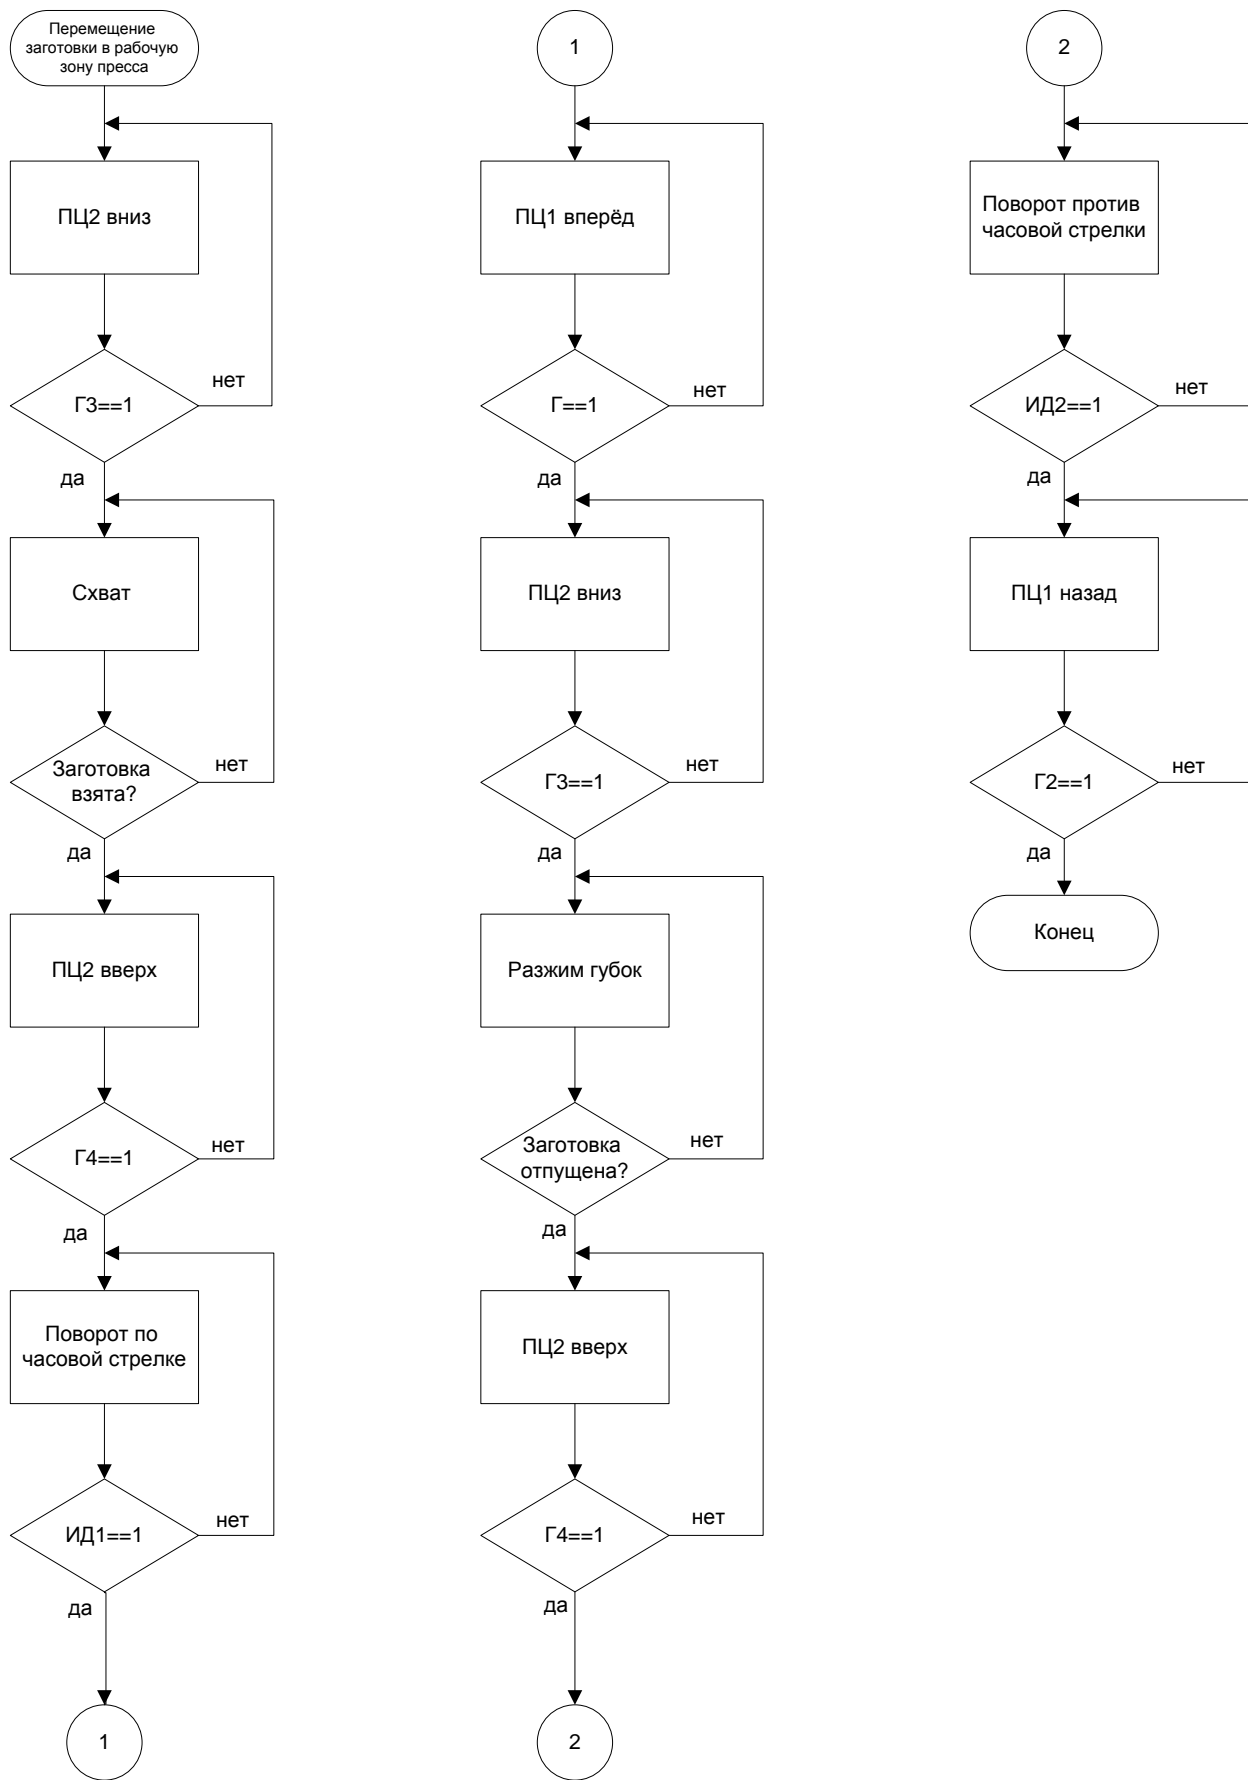 Перемещение
заготовки в рабочую
зону пресса
ПЦ2 вниз
Г3==1
нет
да
Схват
Заготовка
взята?
нет
да
ПЦ2 вверх
Г4==1
нет
да
Поворот по
часовой стрелке
ИД1==1
нет
да
1
1
ПЦ1 вперёд
Г==1
нет
да
ПЦ2 вниз
Г3==1
нет
да
Разжим губок
Заготовка
отпущена?
нет
да
ПЦ2 вверх
Г4==1
нет
да
2
2
Поворот против
часовой стрелки
ИД2==1
нет
да
ПЦ1 назад
Г2==1
нет
да
Конец